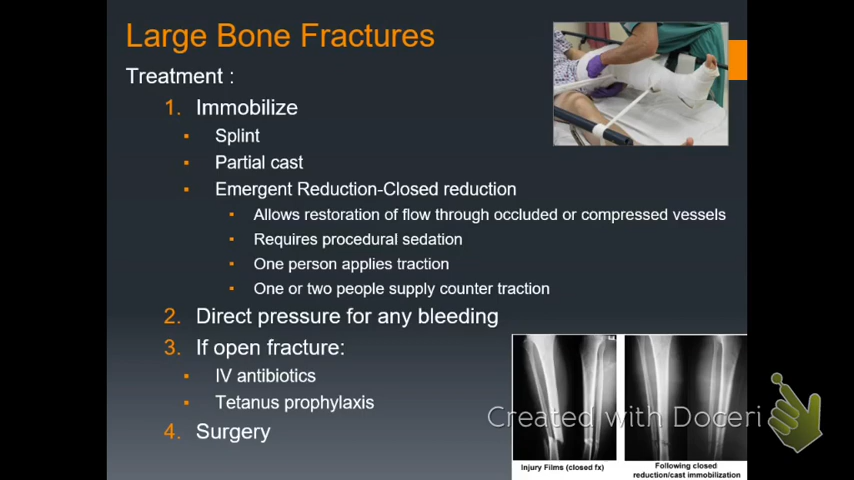 Large Bone Fractures
Treatment :
1. Immobilize
▪ Splint
▪ Partial cast
▪ Emergent Reduction-Closed reduction
▪ Allows restoration of flow through occluded or compressed vessels
▪ Requires procedural sedation
▪ One person applies traction
▪ One or two people supply counter traction
2. Direct pressure for any bleeding
3. If open fracture:
▪ IV antibiotics
▪ Tetanus prophylaxis
4. Surgery
Created with Doceri
Injury Films (closed fx)
Following closed
reduction/cast immobilization